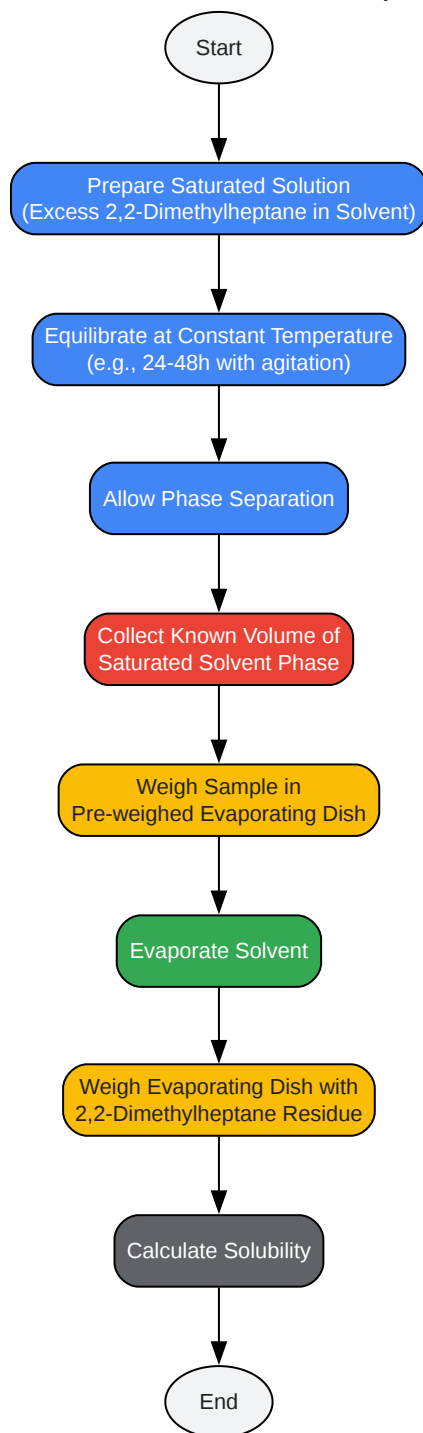 Start
Prepare Saturated Solution
(Excess 2,2-Dimethylheptane in Solvent)
Equilibrate at Constant Temperature
(e.g., 24-48h with agitation)
Allow Phase Separation
Collect Known Volume of
Saturated Solvent Phase
Weigh Sample in
Pre-weighed Evaporating Dish
Evaporate Solvent
Weigh Evaporating Dish with
2,2-Dimethylheptane Residue
Calculate Solubility
End